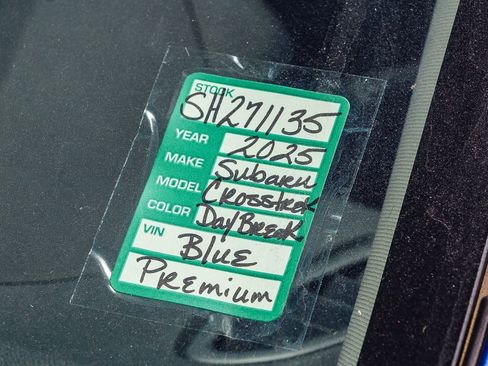 STOCK
SH271135
YEAR 2025
MAKE Subaru
MODEL Crosstrek
COLOR DayBreak
VIN Blue
Premium